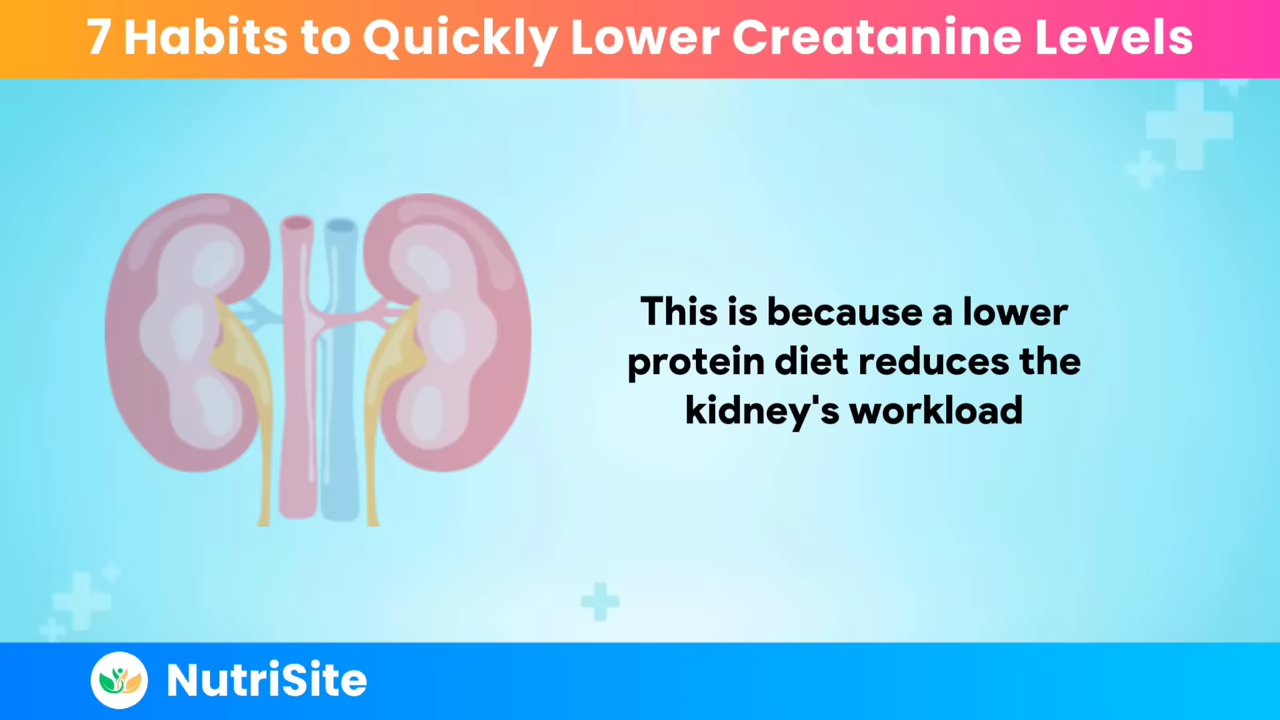 7 Habits to Quickly Lower Creatanine Levels
This is because a lower
protein diet reduces the
kidney's workload
NutriSite